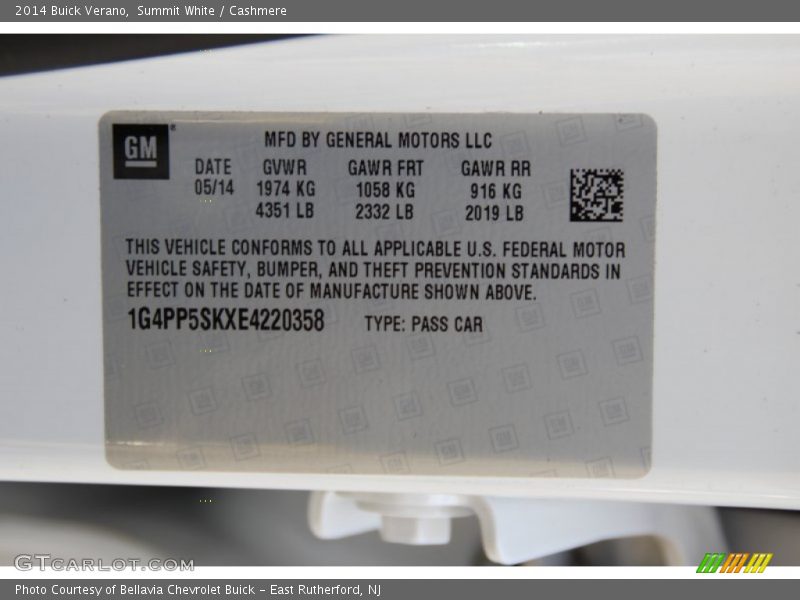 2014 Buick Verano, Summit White / Cashmere
GM®
MFD BY GENERAL MOTORS LLC
DATE GVWR GAWR FRT GAWR RR
05/14 1974 KG 1058 KG 916 KG
4351 LB 2332 LB 2019 LB
THIS VEHICLE CONFORMS TO ALL APPLICABLE U.S. FEDERAL MOTOR
VEHICLE SAFETY, BUMPER, AND THEFT PREVENTION STANDARDS IN
EFFECT ON THE DATE OF MANUFACTURE SHOWN ABOVE.
1G4PP5SKXE4220358 TYPE: PASS CAR
GTCARLOT.COM
Photo Courtesy of Bellavia Chevrolet Buick - East Rutherford, NJ